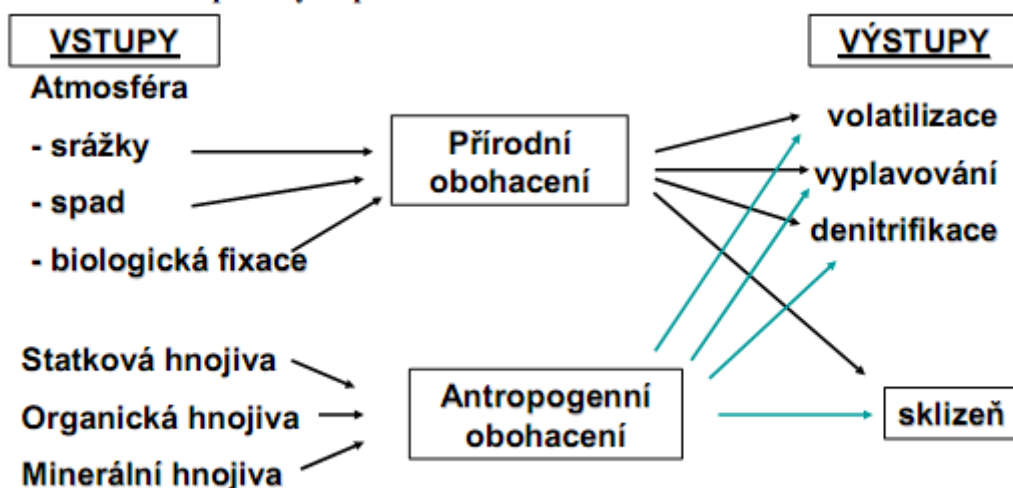 VSTUPY
Atmosféra
- srážky
- spad
- biologická fixace
Statková hnojiva
Organická hnojiva
Minerální hnojiva
Přírodní
obohacení
Antropogenní
obohacení
VÝSTUPY
volatilizace
vyplavování
denitrifikace
sklizeň